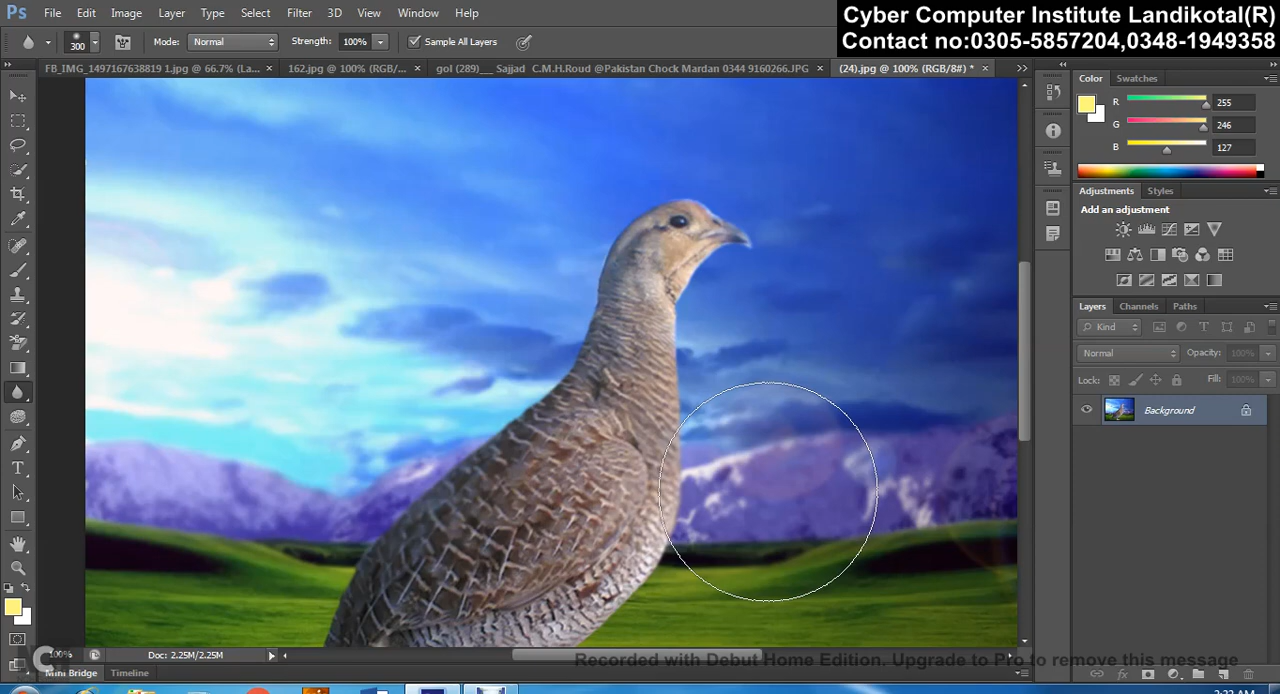 Ps File Edit Image Layer Type Select Filter 3D View Window Help
Cyber Computer Institute Landikotal(R)
Contact no:0305-5857204,0348-1949358
300 Mode: Normal Strength: 100% Sample All Layers
FB_IMG_1497167638819 1.jpg @ 66.7% (La... × 162.jpg @ 100% (RGB/... × gol (289)___ Sajjad C.M.H.Roud @Pakistan Chock Mardan 0344 9160266.JPG × (24).jpg @ 100% (RGB/8#) * ×
Color Swatches
R 255
G 246
B 127
Adjustments Styles
Add an adjustment
Layers Channels Paths
Kind
Normal Opacity: 100%
Lock: Fill: 100%
Background
100% Doc: 2.25M/2.25M
Recorded with Debut Home Edition. Upgrade to Pro to remove this message
Mini Bridge Timeline